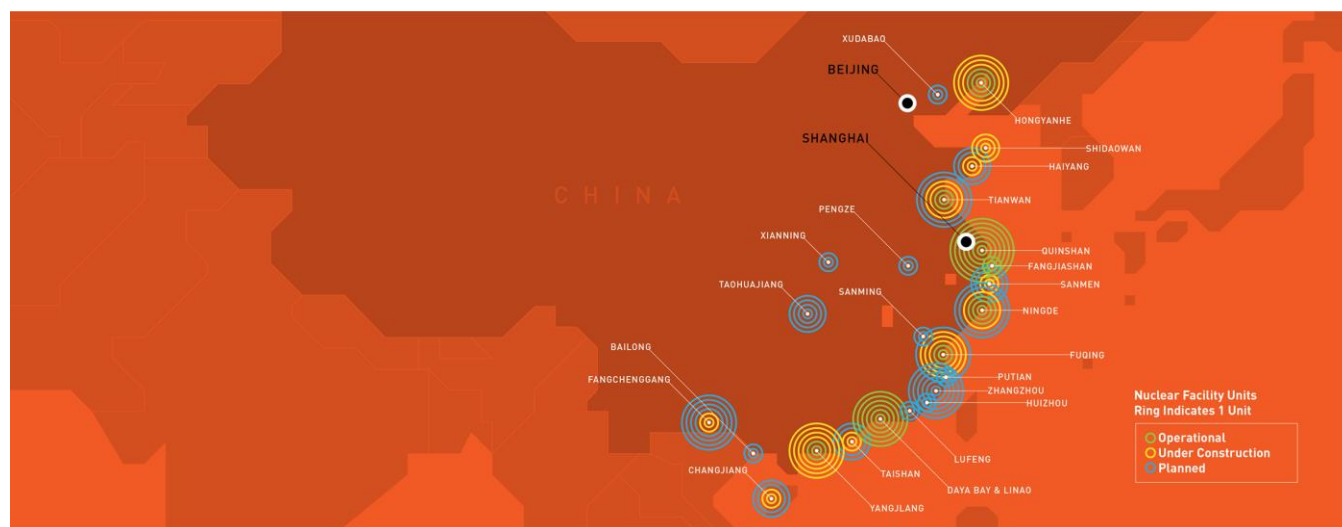 XUDABAO
BEIJING
HONGYANHE
SHANGHAI
SHIDAOWAN
HAIYANG
CHINA
TIANWAN
PENGZE
XIANNING
QUINSHAN
FANGJIASHAN
TAOHUAJIANG
SANMING
SANMEN
NINGDE
BAILONG
FUQING
FANGCHENGGANG
PUTIAN
ZHANGZHOU
HUIZHOU
Nuclear Facility Units
Ring Indicates 1 Unit
Operational
Under Construction
Planned
LUFENG
CHANGJIANG
TAISHAN
DAYA BAY & LINAO
YANGJLANG